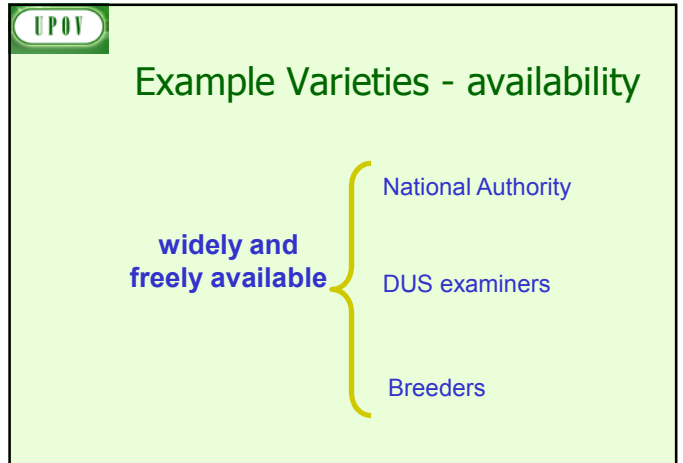 UPOV
Example Varieties - availability
widely and
freely available
National Authority
DUS examiners
Breeders